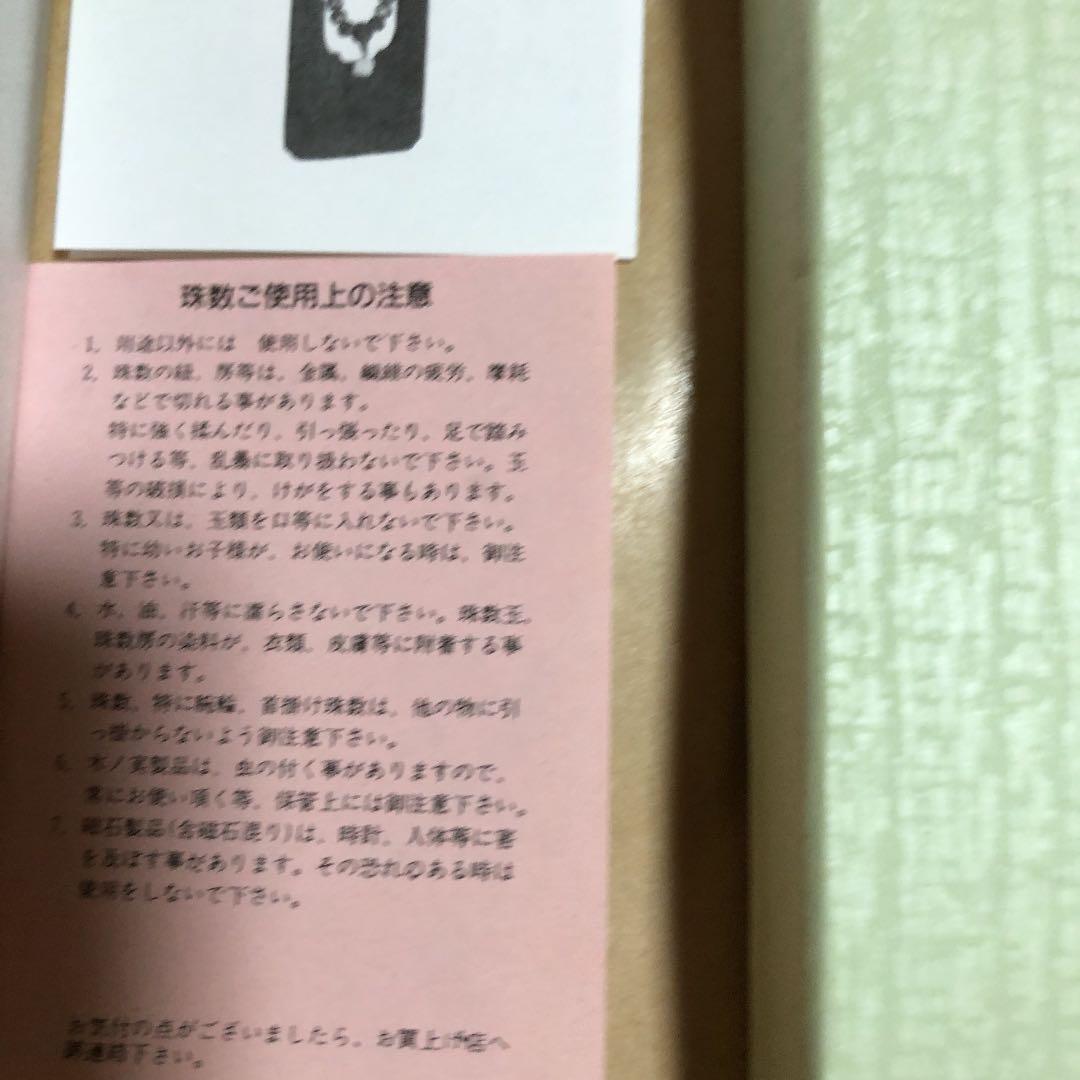 珠数ご使用上の注意
1. 用途以外には 使用しないで下さい。
2. 珠数の紐、房等は、金属、繊維の疲労、摩耗
などで切れる事があります。
特に強く揉んだり、引っ張ったり、足で踏み
つける等、乱暴に取り扱わないで下さい。玉
等の破損により、けがをする事もあります。
3. 珠数又は、玉類を口等に入れないで下さい。
特に幼いお子様が、お使いになる時は、御注
意下さい。
4. 水、油、汗等に濡らさないで下さい。珠数玉、
珠数房の染料が、衣類、皮膚等に附着する事
があります。
5. 珠数、特に腕輪、首掛け珠数は、他の物に引
っ掛からないよう御注意下さい。
6. 木ノ実製品は、虫の付く事がありますので、
常にお使い頂く等、保管上には御注意下さい。
7. 磁石製品(含磁石混り)は、時計、人体等に害
を及ぼす事があります。その恐れのある時は
使用をしないで下さい。
お気付の点がございましたら、お買上げ店へ
下さい。